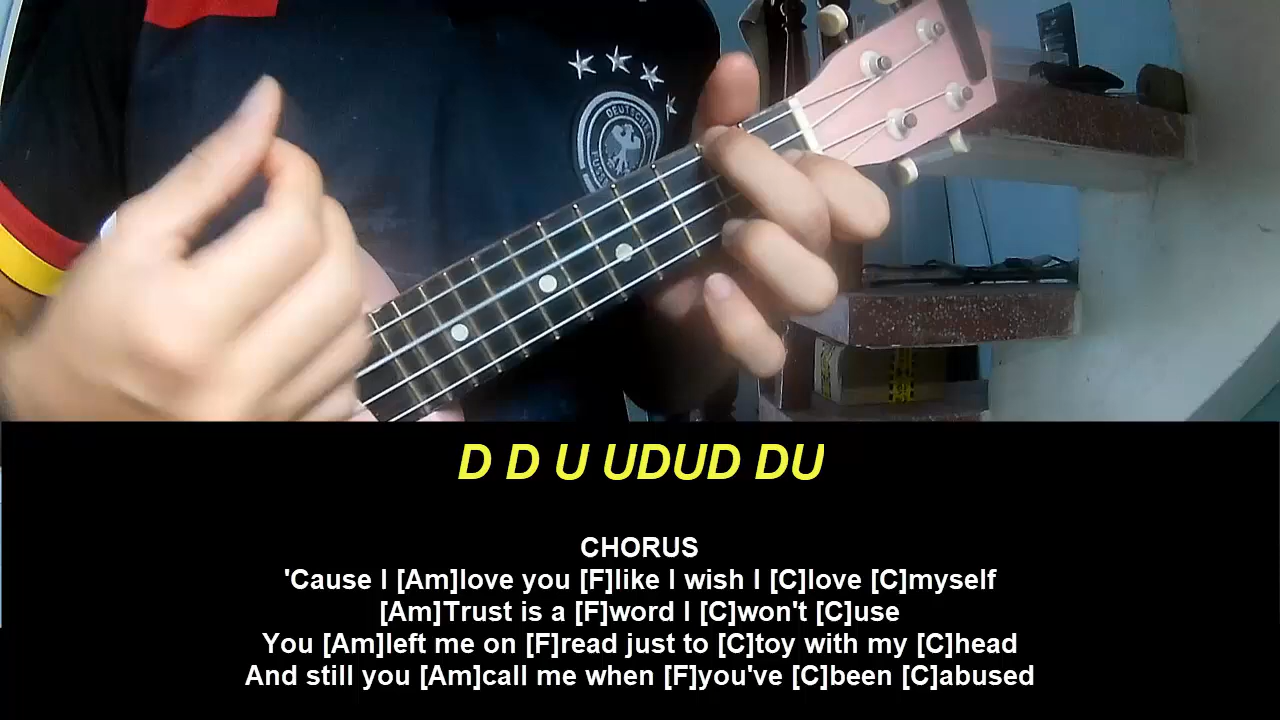 DEUTSCHER
FUSS
D D U UDUD DU
CHORUS
'Cause I [Am]love you [F]like I wish I [C]love [C]myself
[Am]Trust is a [F]word I [C]won't [C]use
You [Am]left me on [F]read just to [C]toy with my [C]head
And still you [Am]call me when [F]you've [C]been [C]abused